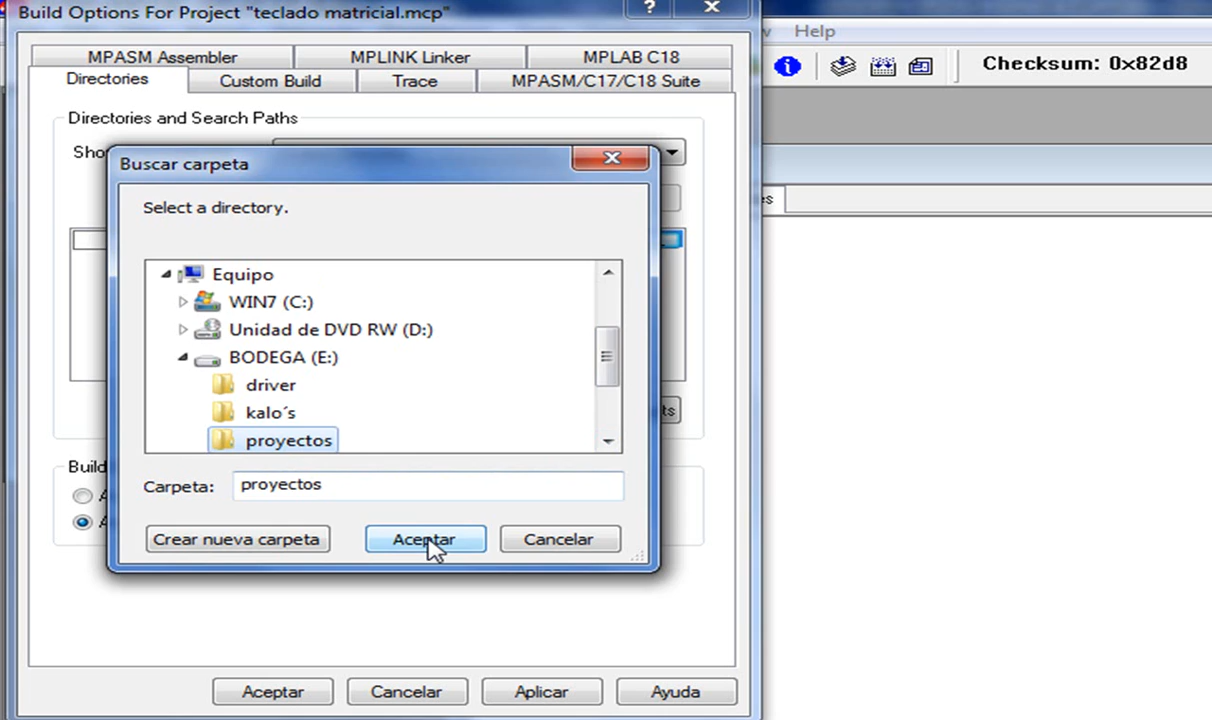 Build Options For Project "teclado matricial.mcp"
?
Help
MPASM Assembler
MPLINK Linker
MPLAB C18
Directories
Custom Build
Trace
MPASM/C17/C18 Suite
Checksum: 0x82d8
Directories and Search Paths
Buscar carpeta
Select a directory.
Equipo
WIN7 (C:)
Unidad de DVD RW (D:)
BODEGA (E:)
driver
kalo´s
proyectos
Carpeta: proyectos
Build
Crear nueva carpeta
Aceptar
Cancelar
Aceptar
Cancelar
Aplicar
Ayuda